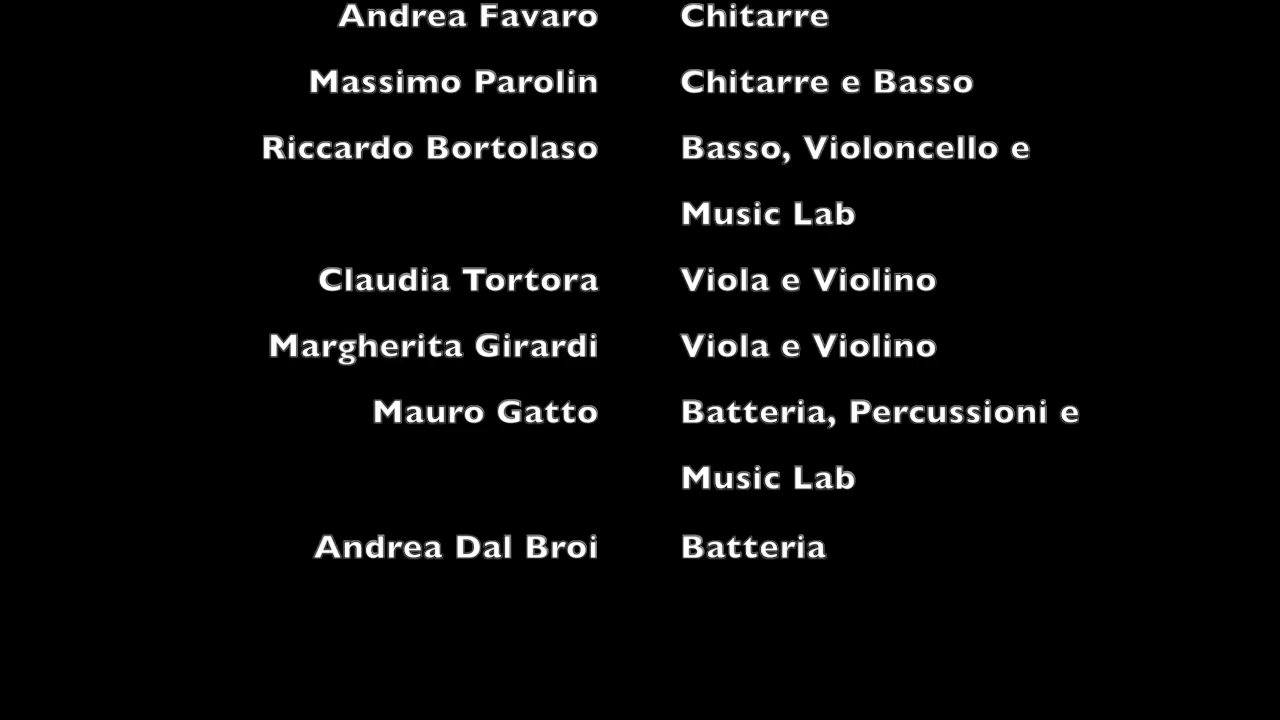 Andrea Favaro Chitarre
Massimo Parolin Chitarre e Basso
Riccardo Bortolaso Basso, Violoncello e
Music Lab
Claudia Tortora Viola e Violino
Margherita Girardi Viola e Violino
Mauro Gatto Batteria, Percussioni e
Music Lab
Andrea Dal Broi Batteria